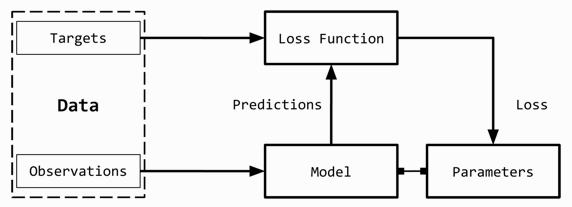 Targets
Loss Function
Data
Predictions
Loss
Observations
Model
Parameters